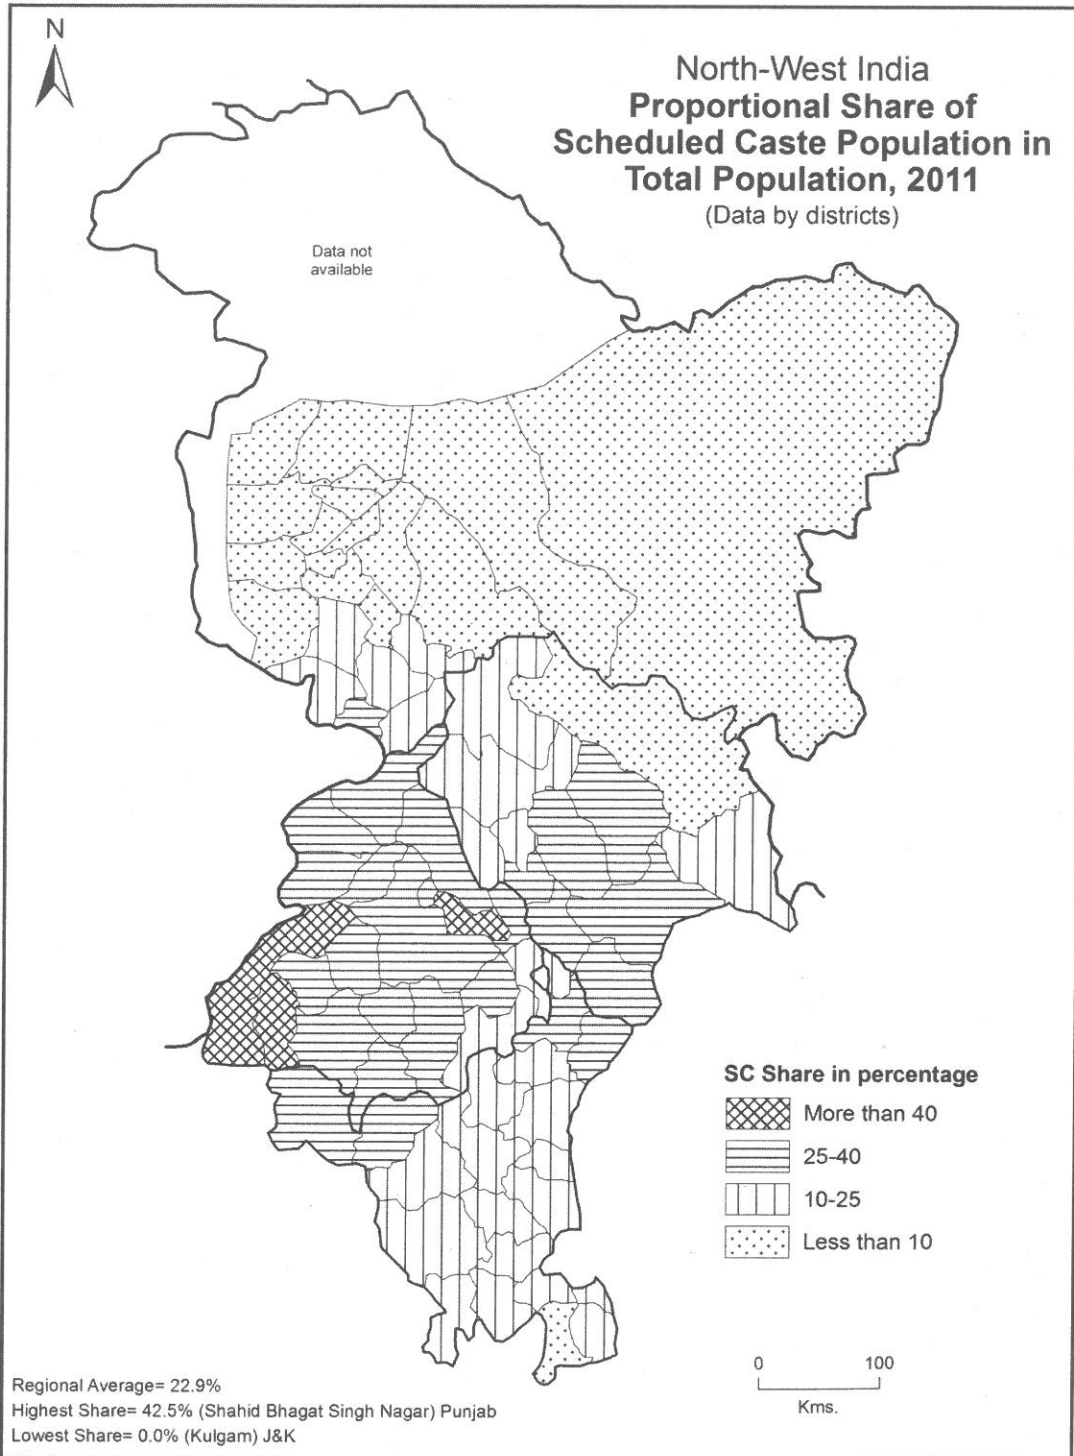 N
North-West India
Proportional Share of
Scheduled Caste Population in
Total Population, 2011
(Data by districts)
Data not
available
SC Share in percentage
More than 40
25-40
10-25
Less than 10
0 100
Kms.
Regional Average= 22.9%
Highest Share= 42.5% (Shahid Bhagat Singh Nagar) Punjab
Lowest Share= 0.0% (Kulgam) J&K